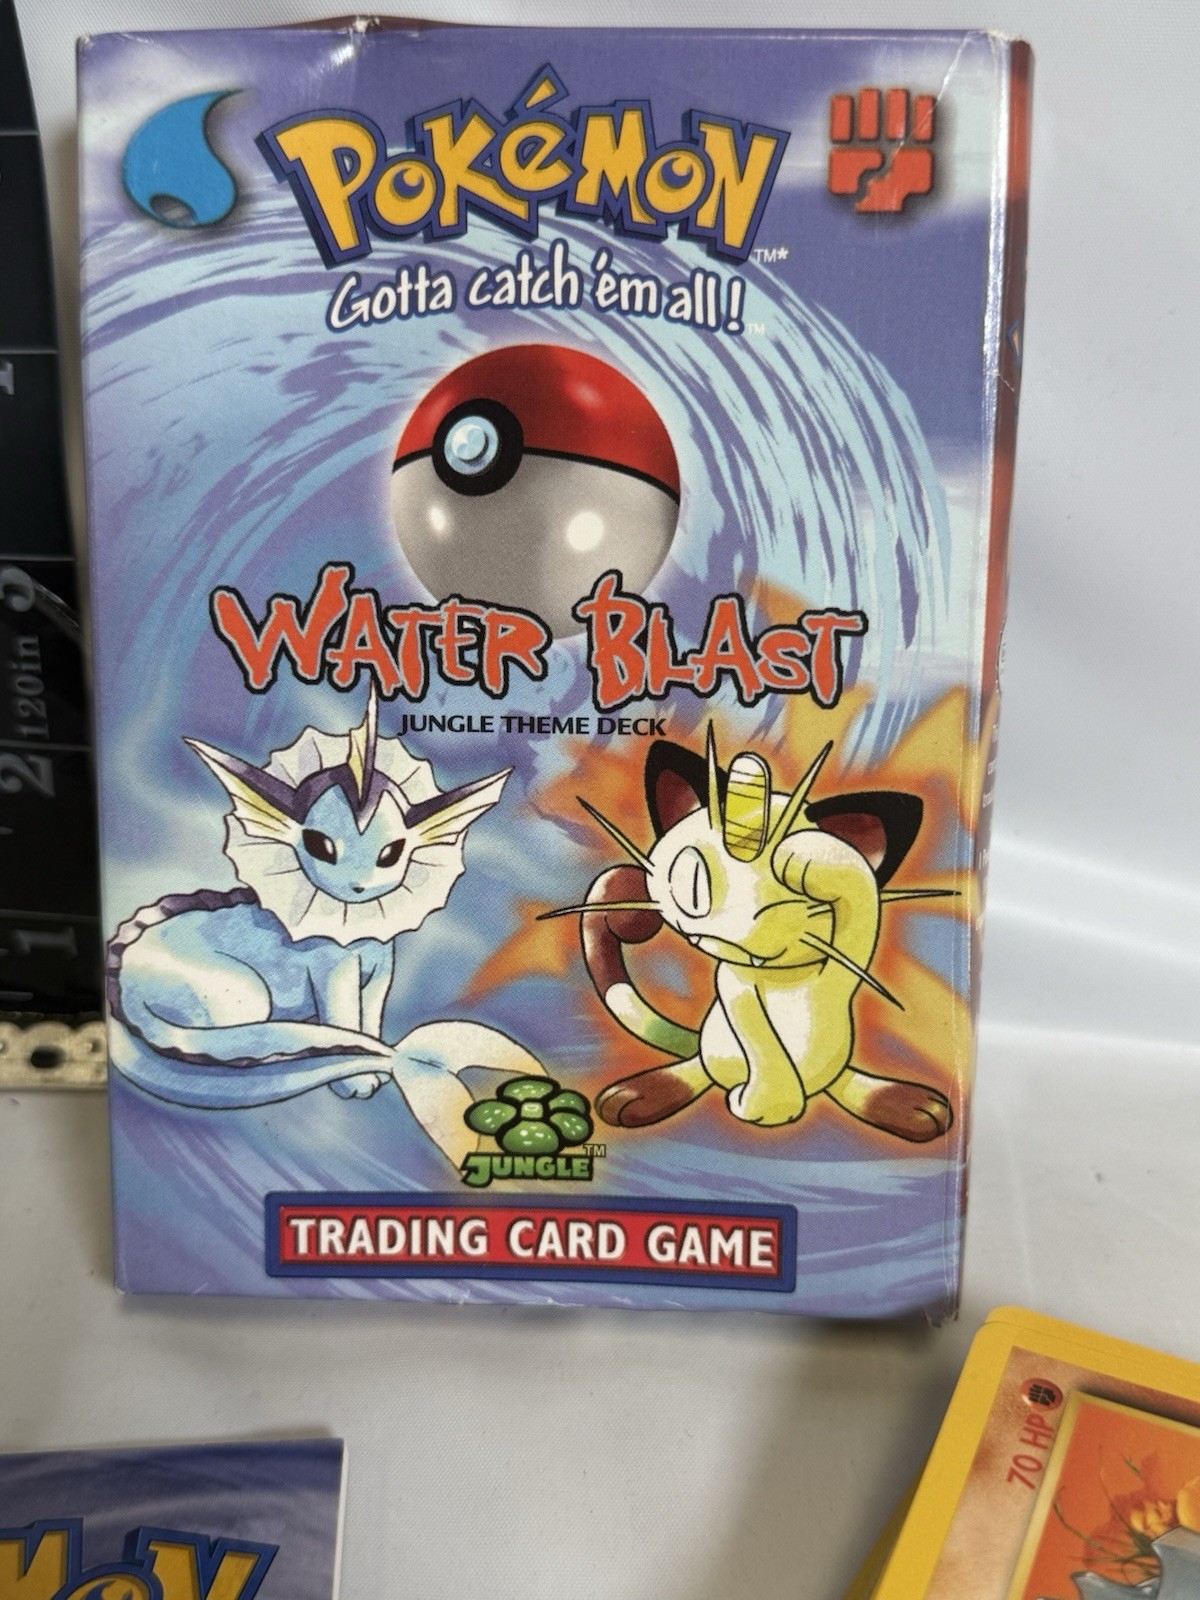 POKéMON
TM*
Gotta catch 'em all!
TM
WATER BLAST
JUNGLE THEME DECK
JUNGLE
TM
TRADING CARD GAME
120in
2
1
70 HP